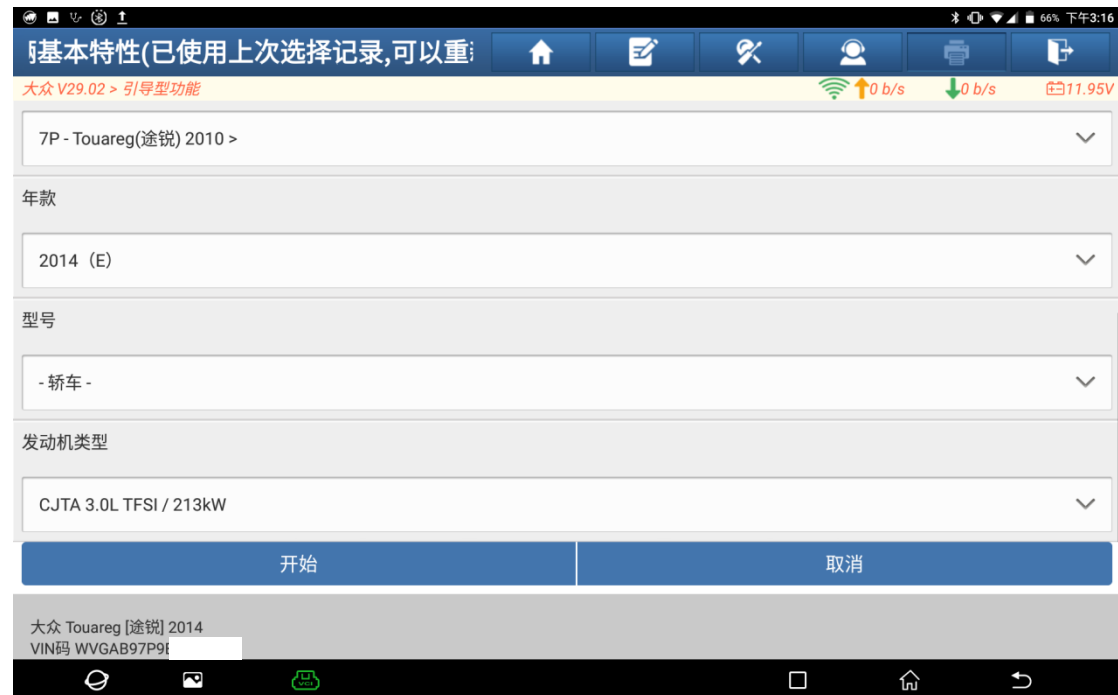 66% 下午3:16
基本特性(已使用上次选择记录,可以重
大众 V29.02 > 引导型功能
0 b/s
0 b/s
11.95V
7P - Touareg(途锐) 2010 >
年款
2014（E）
型号
- 轿车 -
发动机类型
CJTA 3.0L TFSI / 213kW
开始
取消
大众 Touareg [途锐] 2014
VIN码 WVGAB97P9
VCI